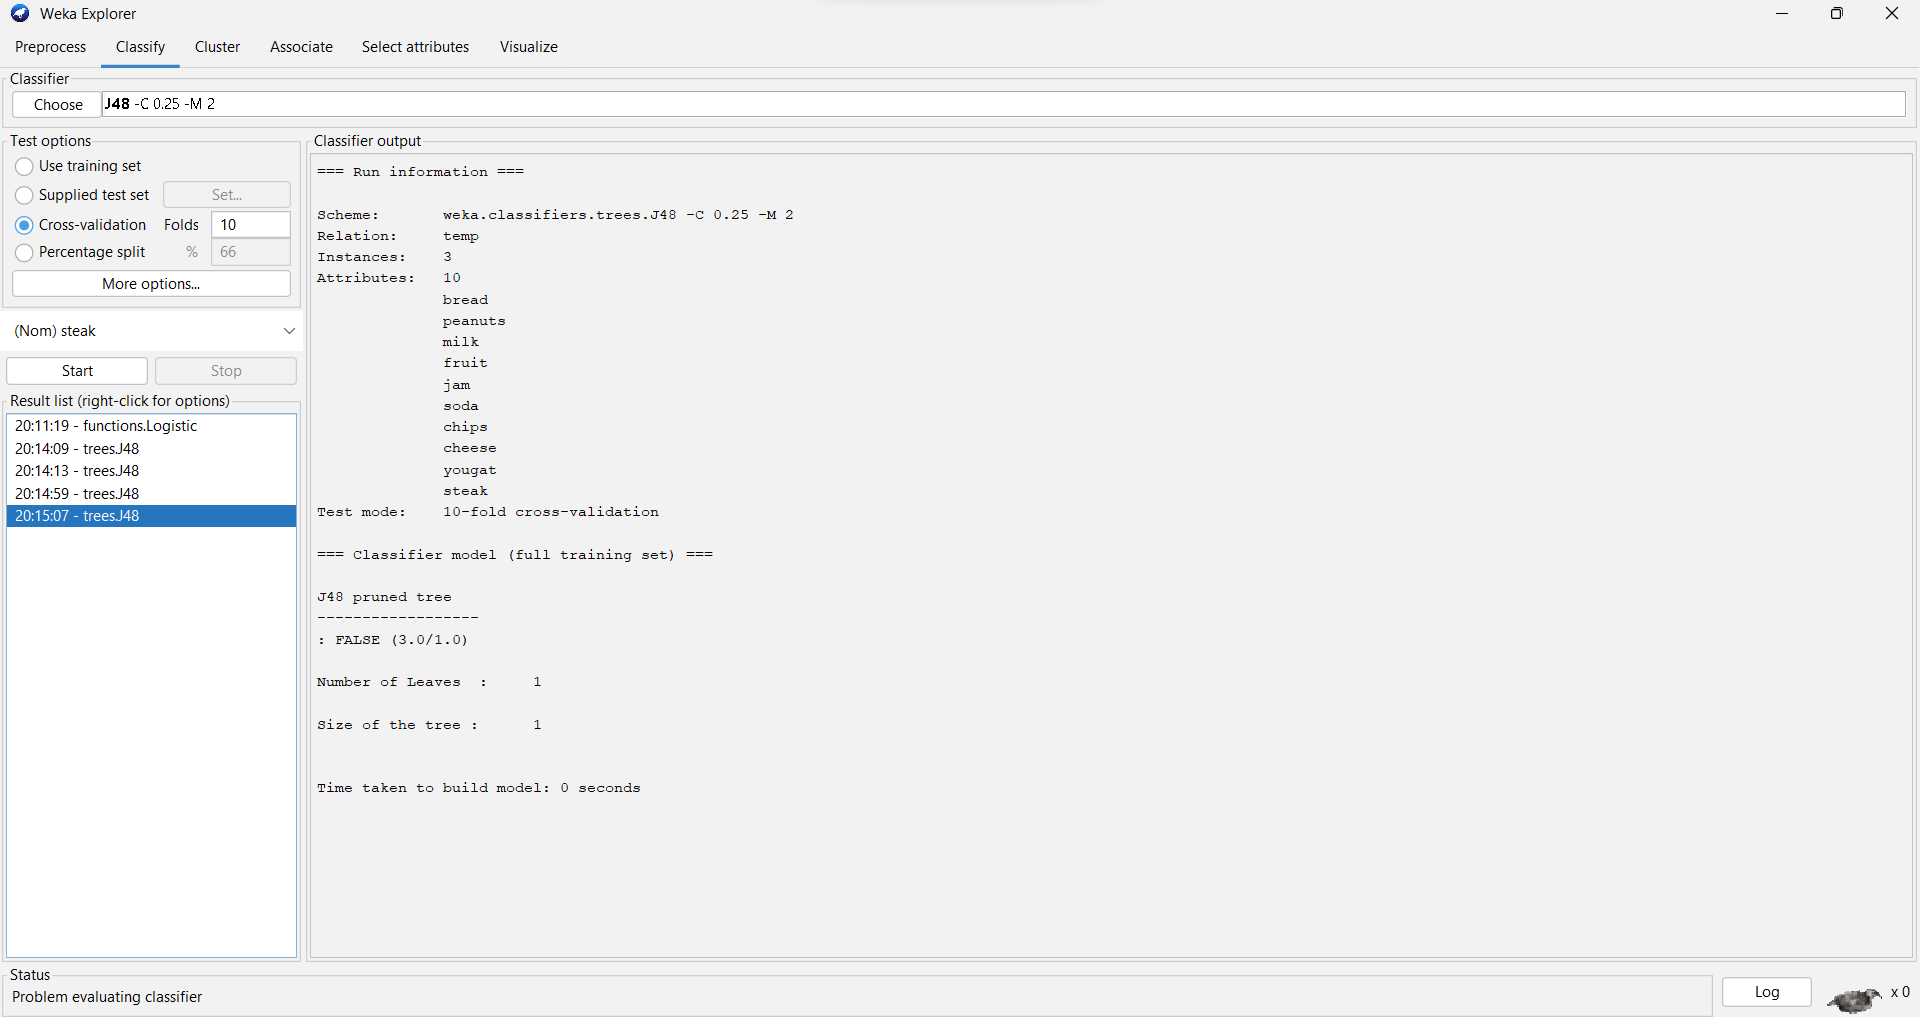 Weka Explorer
Preprocess Classify Cluster Associate Select attributes Visualize
Classifier
Choose J48 -C 0.25 -M 2
Test options
Use training set
Supplied test set Set...
Cross-validation Folds 10
Percentage split % 66
More options...
(Nom) steak
Start Stop
Result list (right-click for options)
20:11:19 - functions.Logistic
20:14:09 - trees.J48
20:14:13 - trees.J48
20:14:59 - trees.J48
20:15:07 - trees.J48
Classifier output
=== Run information ===
Scheme: weka.classifiers.trees.J48 -C 0.25 -M 2
Relation: temp
Instances: 3
Attributes: 10
bread
peanuts
milk
fruit
jam
soda
chips
cheese
yougat
steak
Test mode: 10-fold cross-validation
=== Classifier model (full training set) ===
J48 pruned tree
------------------
: FALSE (3.0/1.0)
Number of Leaves : 1
Size of the tree : 1
Time taken to build model: 0 seconds
Status
Problem evaluating classifier
Log x 0